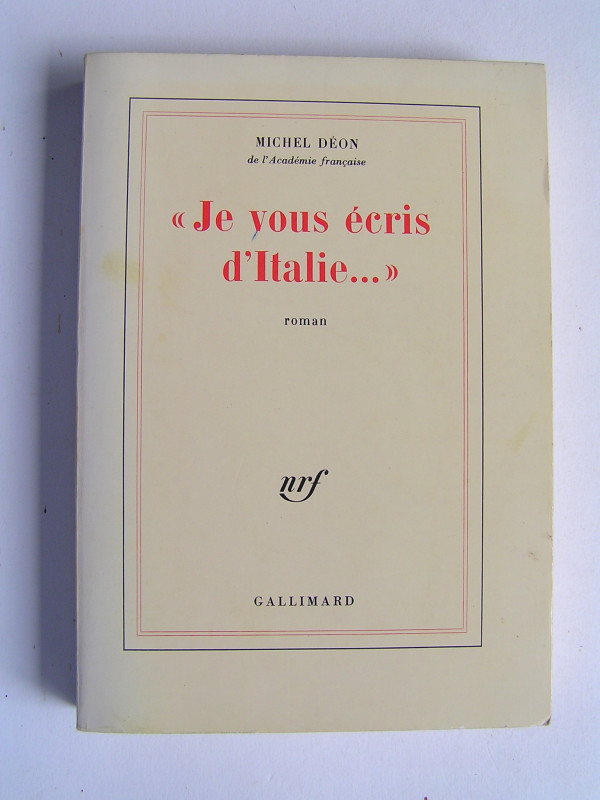 MICHEL DÉON
de l'Académie française
« Je vous écris
d'Italie... »
roman
nrf
GALLIMARD